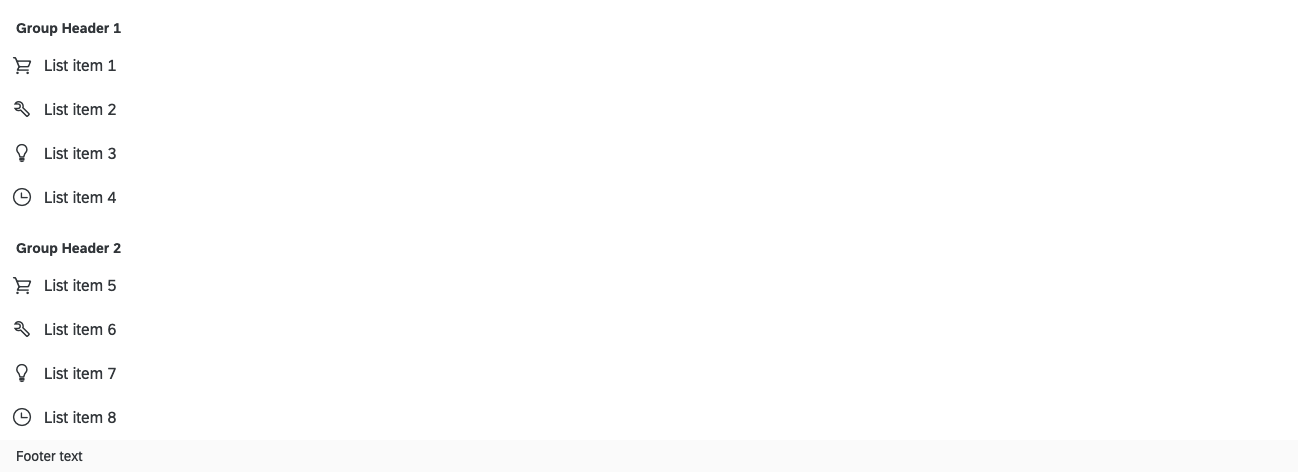 Group Header 1
List item 1
List item 2
List item 3
List item 4
Group Header 2
List item 5
List item 6
List item 7
List item 8
Footer text